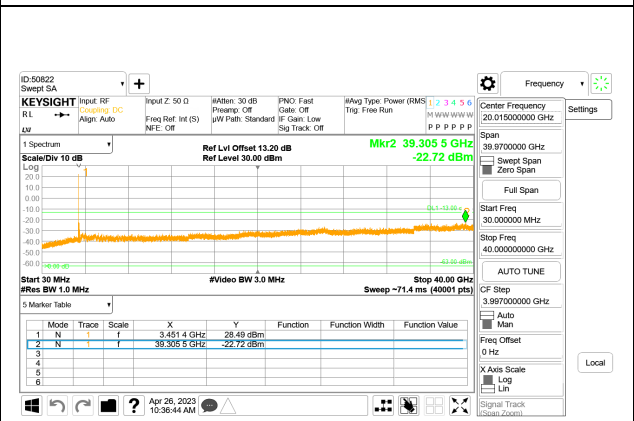 ID:50822
Swept SA
+
Frequency
KEYSIGHT
RL
LXI
Input: RF
Coupling: DC
Align: Auto
Input Z: 50 Ω
Freq Ref: Int (S)
NFE: Off
#Atten: 30 dB
Preamp: Off
µW Path: Standard
PNO: Fast
Gate: Off
IF Gain: Low
Sig Track: Off
#Avg Type: Power (RMS
Trig: Free Run
1 2 3 4 5 6
M W W W W W
P P P P P P
Center Frequency
20.015000000 GHz
Settings
Span
39.9700000 GHz
Swept Span
Zero Span
Full Span
Start Freq
30.000000 MHz
Stop Freq
40.000000000 GHz
AUTO TUNE
CF Step
3.997000000 GHz
Auto
Man
Freq Offset
0 Hz
X Axis Scale
Log
Lin
Signal Track
(Span Zoom)
Local
1 Spectrum
Scale/Div 10 dB
Ref Lvl Offset 13.20 dB
Ref Level 30.00 dBm
Mkr2 39.305 5 GHz
-22.72 dBm
Log
1
20.0
10.0
0.00
-10.0
-20.0
-30.0
-40.0
-50.0
-60.0
Start 30 MHz
#Res BW 1.0 MHz
#Video BW 3.0 MHz
Stop 40.00 GHz
Sweep ~71.4 ms (40001 pts)
5 Marker Table
Mode Trace Scale X Y Function Function Width Function Value
1 N 1 f 3.451 4 GHz 28.49 dBm
2 N 1 f 39.305 5 GHz -22.72 dBm
3
4
5
6
?
Apr 26, 2023
10:36:44 AM